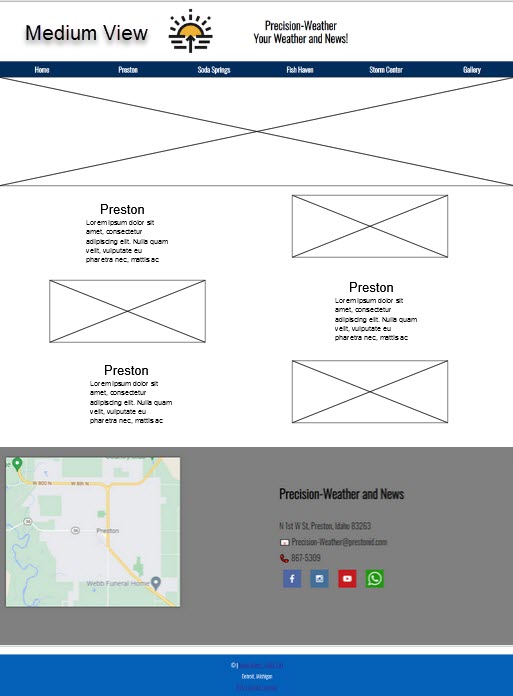 Medium View
Precision-Weather
Your Weather and News!
Home Preston Soda Springs Fish Haven Storm Center Gallery
Preston
Lorem ipsum dolor sit
amet, consectetur
adipiscing elit. Nulla quam
velit, vulputate eu
pharetra nec, mattis ac
Preston
Lorem ipsum dolor sit
amet, consectetur
adipiscing elit. Nulla quam
velit, vulputate eu
pharetra nec, mattis ac
Preston
Lorem ipsum dolor sit
amet, consectetur
adipiscing elit. Nulla quam
velit, vulputate eu
pharetra nec, mattis ac
W 800 N
W 8th N
Preston
Webb Funeral Home
Precision-Weather and News
N 1st W St, Preston, Idaho 83263
Precision-Weather@prestonid.com
867-5309
© |
Detroit, Michigan